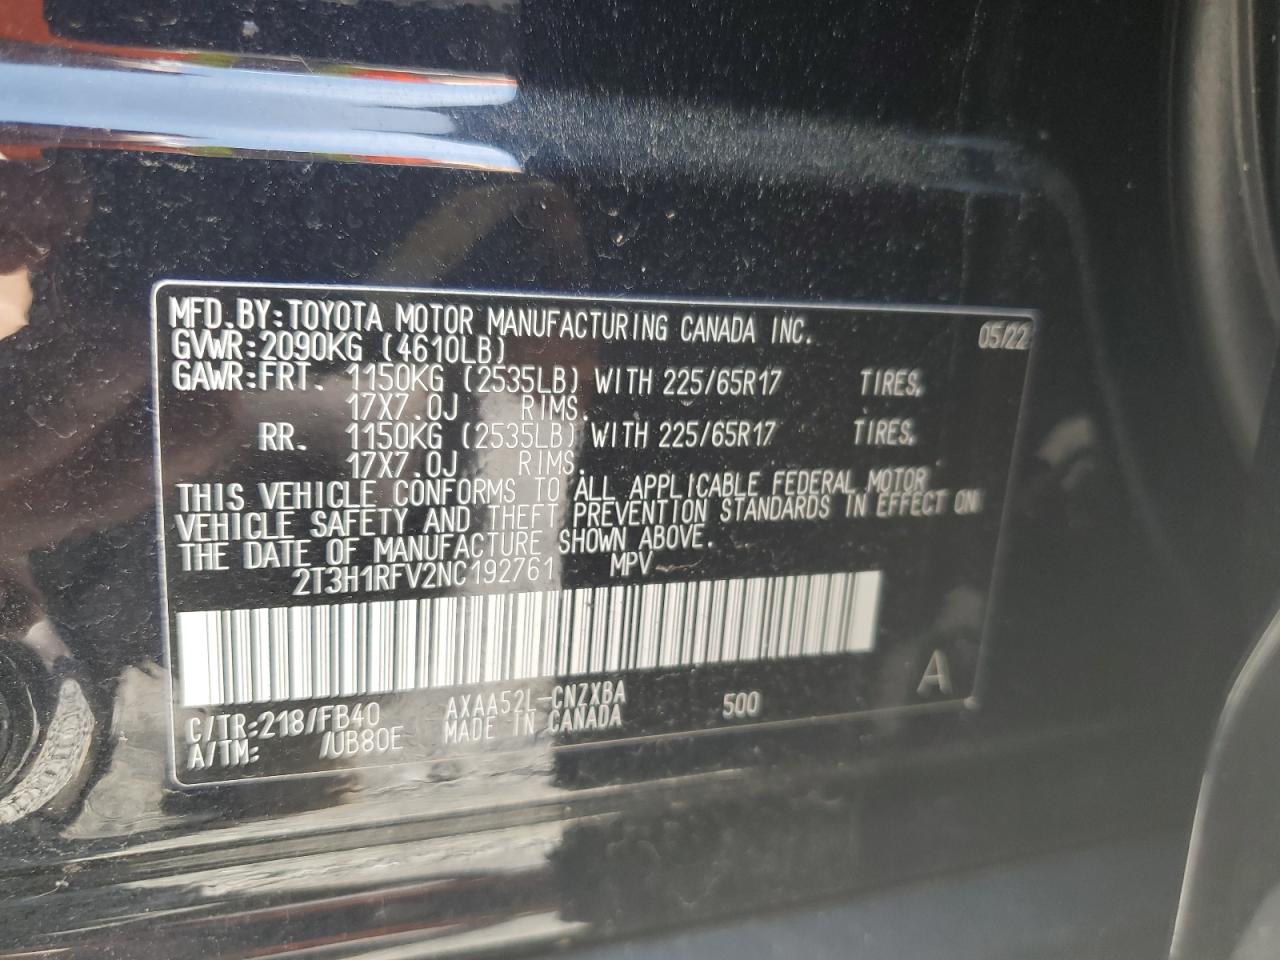 MFD.BY:TOYOTA MOTOR MANUFACTURING CANADA INC. 05/22
GVWR:2090KG (4610LB)
GAWR:FRT. 1150KG (2535LB) WITH 225/65R17 TIRES,
17X7.0J RIMS.
RR. 1150KG (2535LB) WITH 225/65R17 TIRES,
17X7.0J RIMS.
THIS VEHICLE CONFORMS TO ALL APPLICABLE FEDERAL MOTOR
VEHICLE SAFETY AND THEFT PREVENTION STANDARDS IN EFFECT ON
THE DATE OF MANUFACTURE SHOWN ABOVE.
2T3H1RFV2NC192761 MPV
A
C/TR:218/FB40 AXAA52L-CNZXBA 500
A/TM: /UB80E MADE IN CANADA